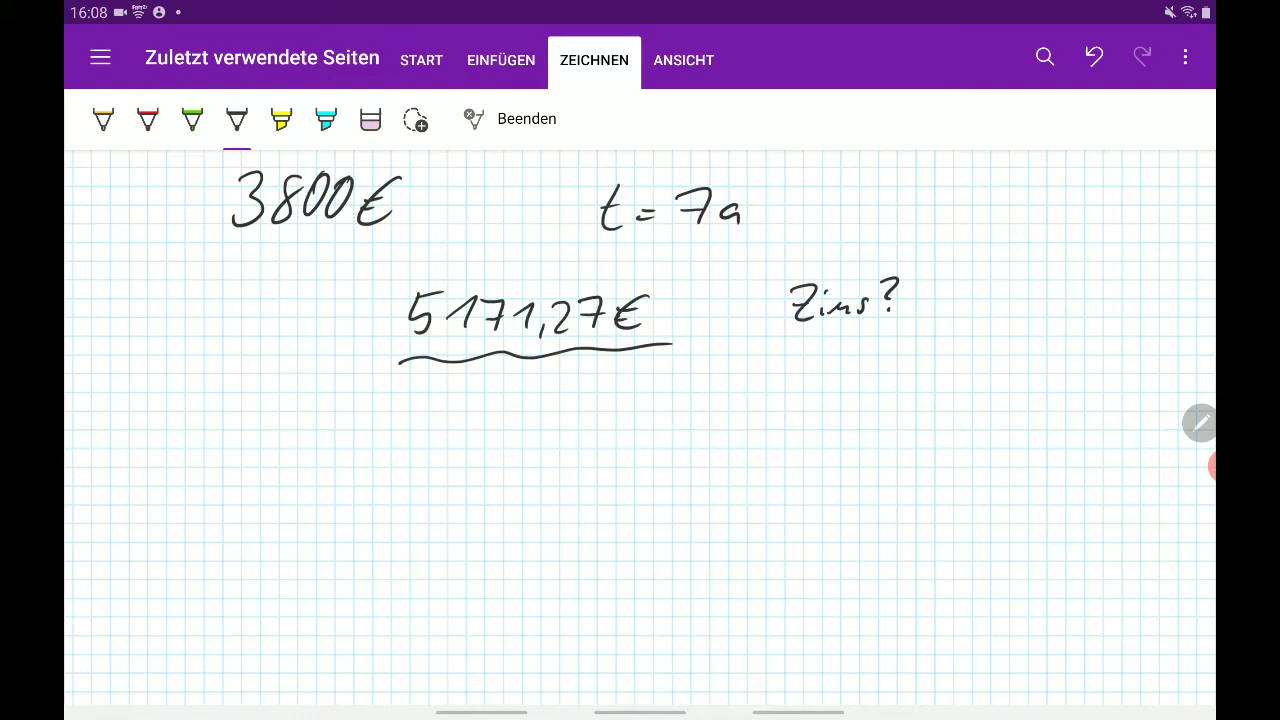 16:08
Zuletzt verwendete Seiten START EINFÜGEN ZEICHNEN ANSICHT
Beenden
3800€ t = 7a
5171,27€ Zins?